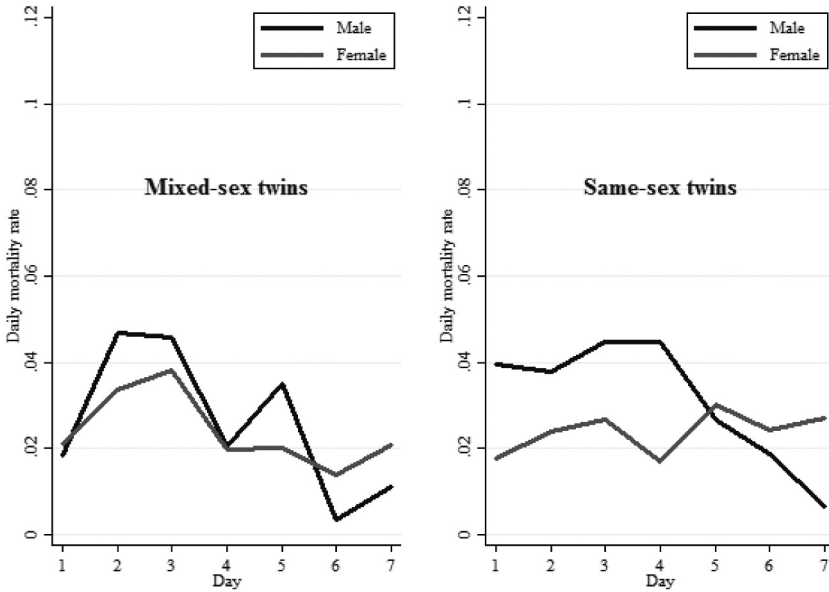 Male
Female
Mixed-sex twins
Daily mortality rate
.12
.1
.08
.06
.04
.02
0
1 2 3 4 5 6 7
Day
Male
Female
Same-sex twins
Daily mortality rate
.12
.1
.08
.06
.04
.02
0
1 2 3 4 5 6 7
Day